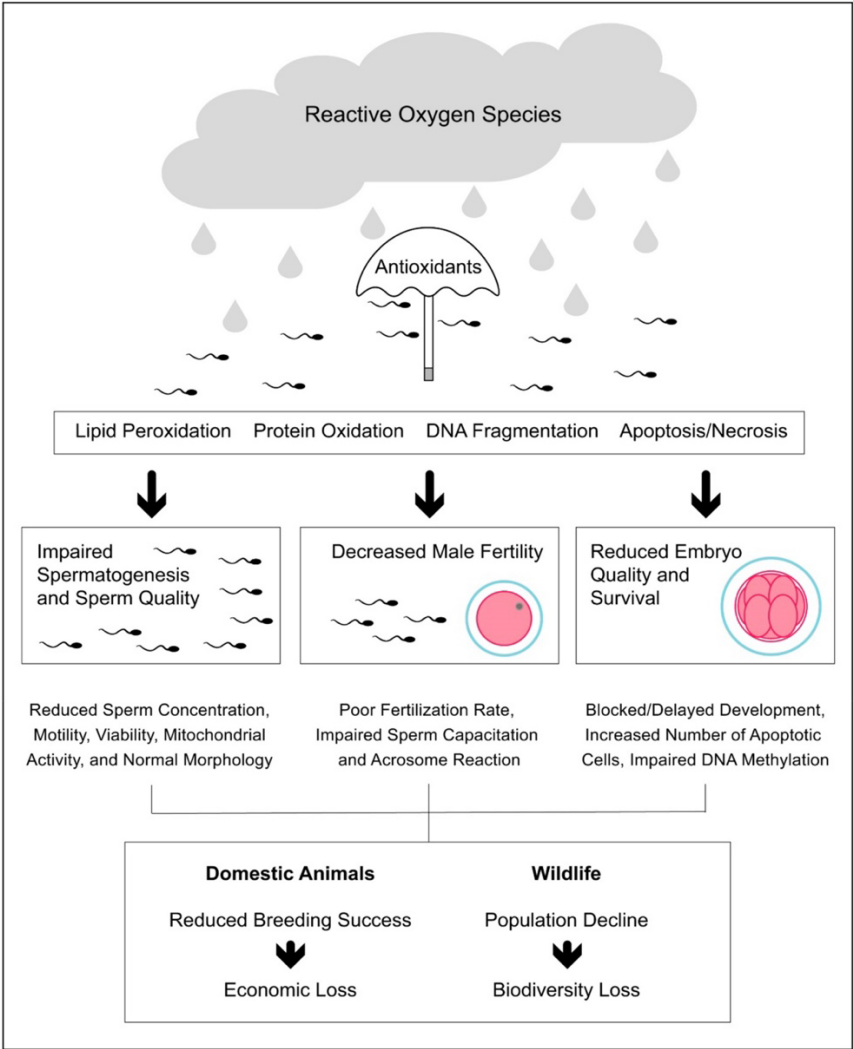 Reactive Oxygen Species
Antioxidants
Lipid Peroxidation Protein Oxidation DNA Fragmentation Apoptosis/Necrosis
Impaired
Spermatogenesis
and Sperm Quality
Decreased Male Fertility
Reduced Embryo
Quality and
Survival
Reduced Sperm Concentration,
Motility, Viability, Mitochondrial
Activity, and Normal Morphology
Poor Fertilization Rate,
Impaired Sperm Capacitation
and Acrosome Reaction
Blocked/Delayed Development,
Increased Number of Apoptotic
Cells, Impaired DNA Methylation
Domestic Animals
Reduced Breeding Success
Economic Loss
Wildlife
Population Decline
Biodiversity Loss